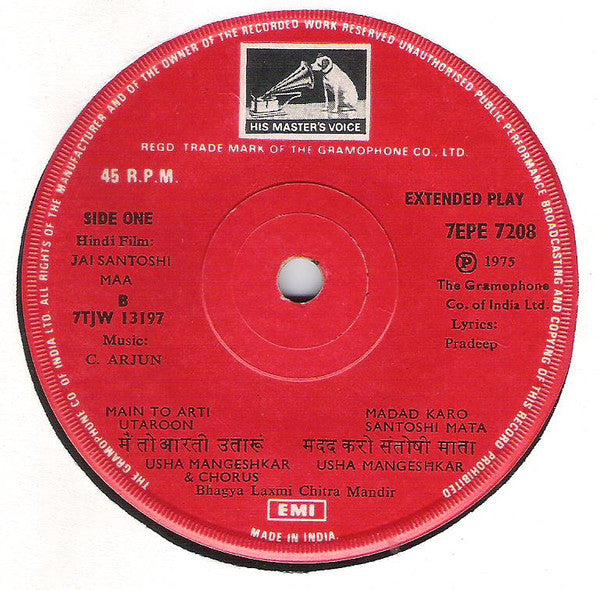 THE GRAMOPHONE CO OF INDIA LTD. ALL RIGHTS OF THE MANUFACTURER AND OF THE OWNER OF THE RECORDED WORK RESERVED UNAUTHORISED PUBLIC PERFORMANCE BROADCASTING AND COPYING OF THIS RECORD PROHIBITED
HIS MASTER'S VOICE
REGD. TRADE MARK OF THE GRAMOPHONE CO., LTD.
45 R.P.M.
SIDE ONE
Hindi Film:
JAI SANTOSHI
MAA
B
7TJW 13197
Music:
C. ARJUN
EXTENDED PLAY
7EPE 7208
Ⓟ 1975
The Gramophone
Co. of India Ltd.
Lyrics:
Pradeep
MAIN TO ARTI
UTAROON
मैं तो आरती उतारूं
USHA MANGESHKAR
& CHORUS
MADAD KARO
SANTOSHI MATA
मदद करो संतोषी माता
USHA MANGESHKAR
Bhagya Laxmi Chitra Mandir
EMI
MADE IN INDIA.